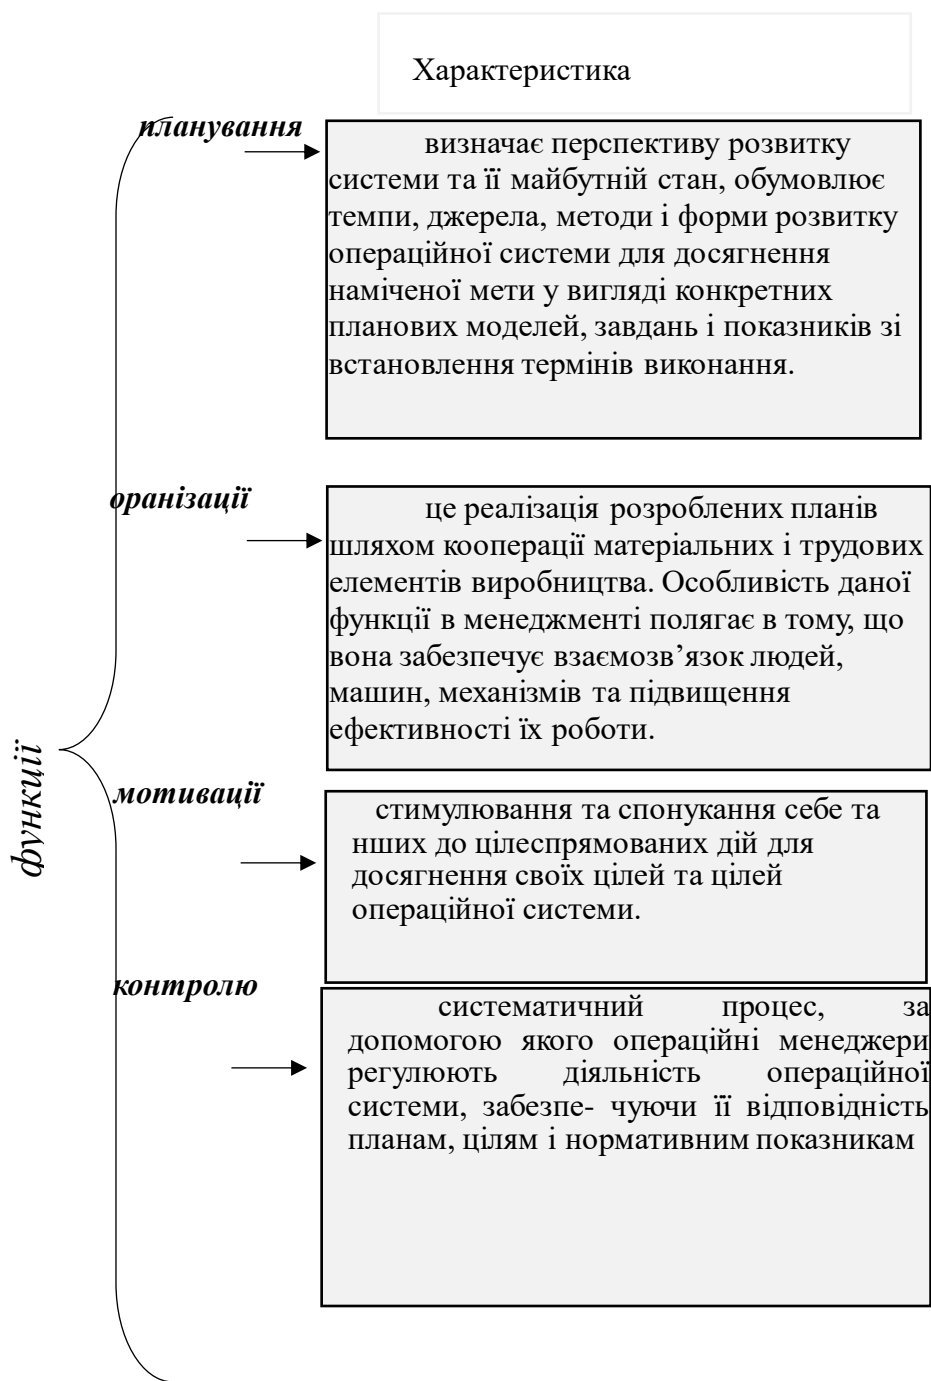 Характеристика
планування
визначає перспективу розвитку
системи та її майбутній стан, обумовлює
темпи, джерела, методи і форми розвитку
операційної системи для досягнення
наміченої мети у вигляді конкретних
планових моделей, завдань і показників зі
встановлення термінів виконання.
оранізації
це реалізація розроблених планів
шляхом кооперації матеріальних і трудових
елементів виробництва. Особливість даної
функції в менеджменті полягає в тому, що
вона забезпечує взаємозв’язок людей,
машин, механізмів та підвищення
ефективності їх роботи.
функції
мотивації
стимулювання та спонукання себе та
нших до цілеспрямованих дій для
досягнення своїх цілей та цілей
операційної системи.
контролю
систематичний процес, за
допомогою якого операційні менеджери
регулюють діяльність операційної
системи, забезпе- чуючи її відповідність
планам, цілям і нормативним показникам